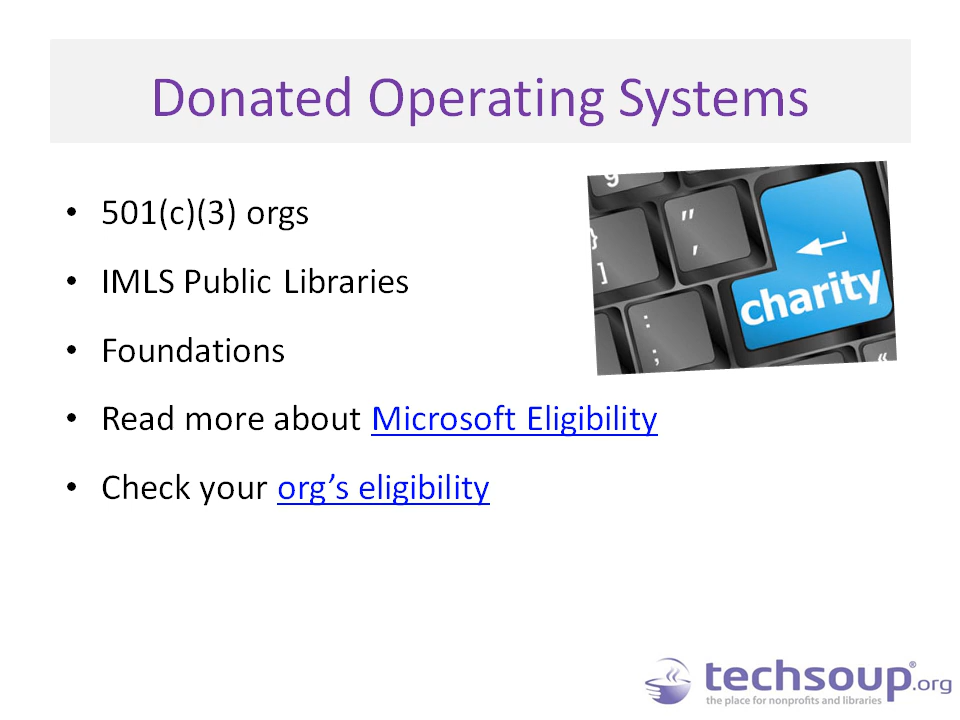 Donated Operating Systems
• 501(c)(3) orgs
• IMLS Public Libraries
• Foundations
• Read more about Microsoft Eligibility
• Check your org’s eligibility
g
"
,
}
]
:
;
charity
“
techsoup®.org
the place for nonprofits and libraries